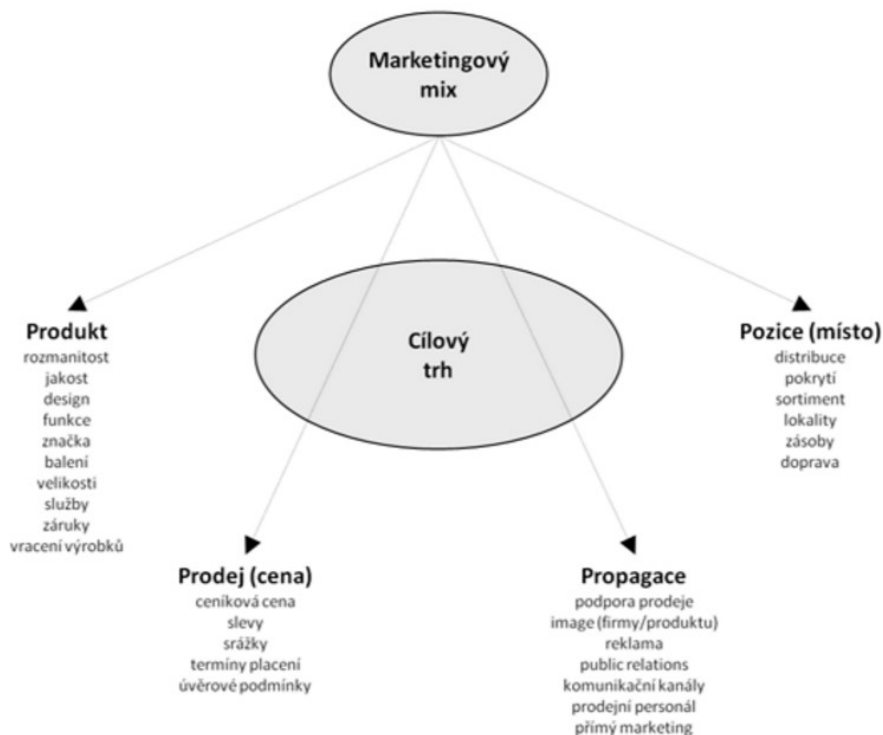 Marketingový
mix
Cílový
trh
Produkt
rozmanitost
jakost
design
funkce
značka
balení
velikosti
služby
záruky
vracení výrobků
Pozice (místo)
distribuce
pokrytí
sortiment
lokality
zásoby
doprava
Prodej (cena)
ceníková cena
slevy
srážky
termíny placení
úvěrové podmínky
Propagace
podpora prodeje
image (firmy/produktu)
reklama
public relations
komunikační kanály
prodejní personál
přímý marketing